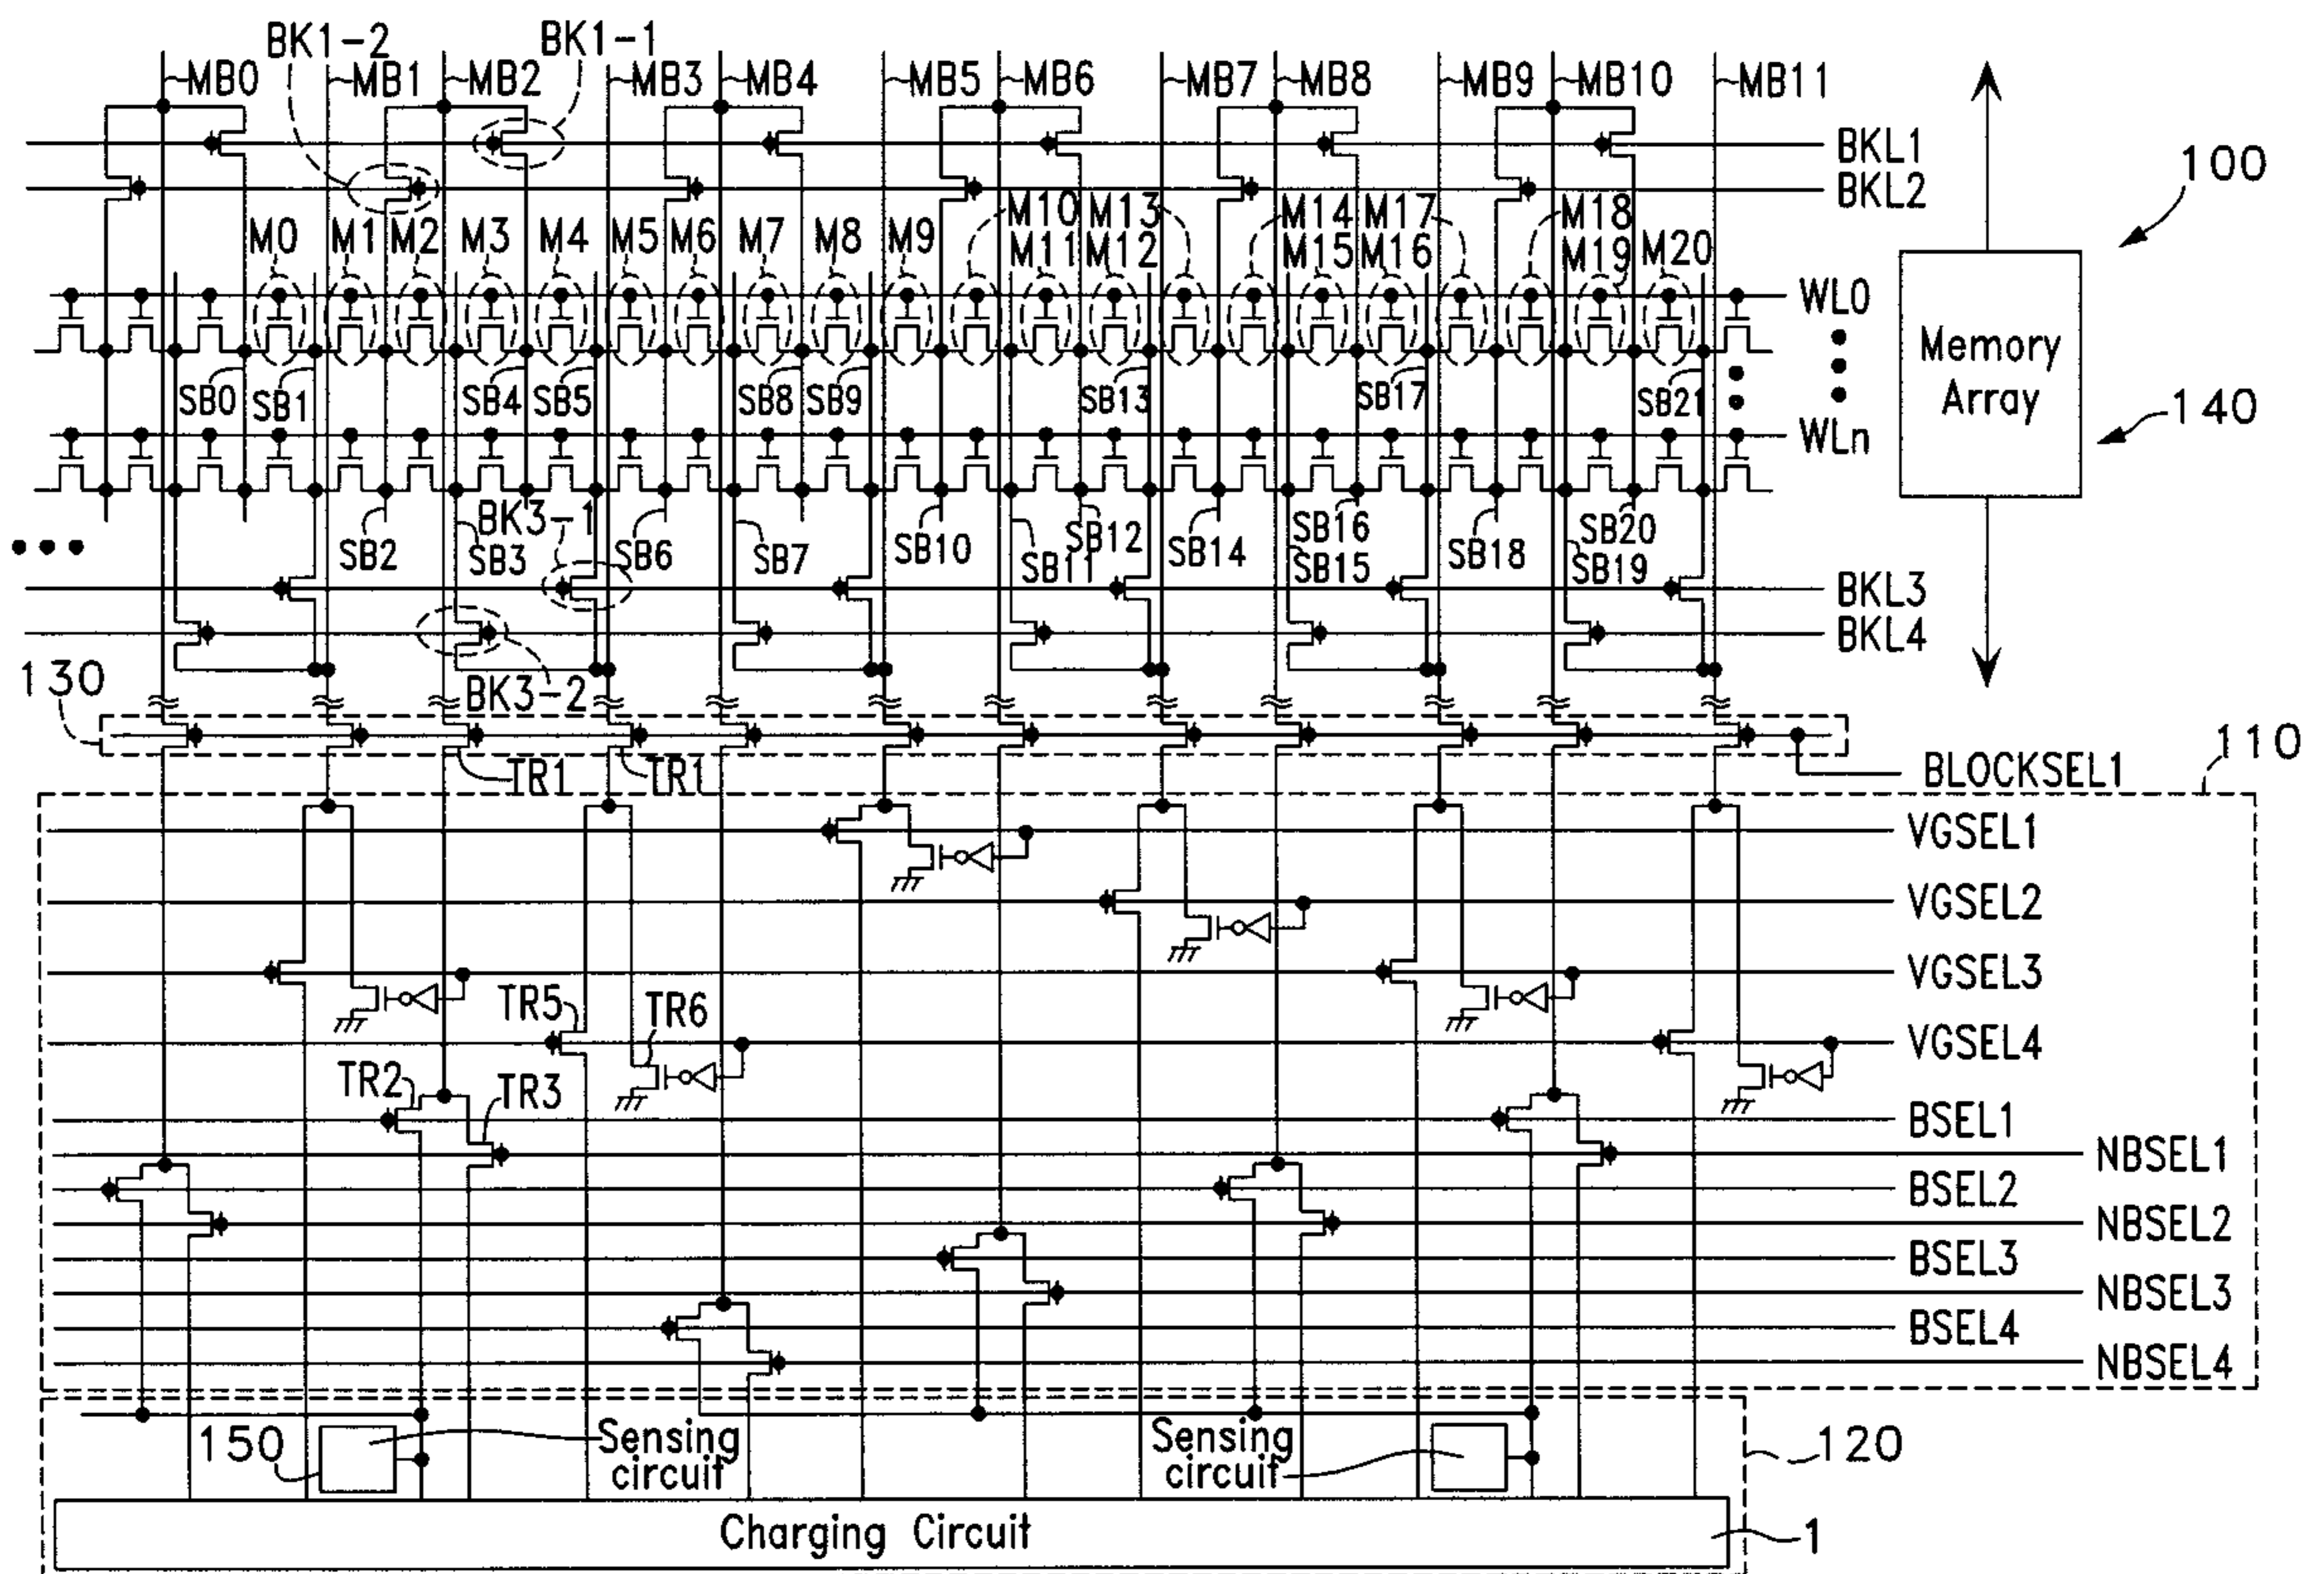 BK1-2
BK1-1
MB0
MB1
MB2
MB3
MB4
MB5
MB6
MB7
MB8
MB9
MB10
MB11
BKL1
BKL2
100
M0
M1
M2
M3
M4
M5
M6
M7
M8
M9
M10
M13
M11
M12
M14
M17
M15
M16
M18
M19
M20
WL0
Memory
Array
SB0
SB1
SB4
SB5
SB8
SB9
SB13
SB17
SB21
140
WLn
BK3-1
SB2
SB3
SB6
SB7
SB10
SB12
SB11
SB14
SB16
SB15
SB18
SB20
SB19
BKL3
BKL4
130
BK3-2
TR1
TR1
BLOCKSEL1
110
VGSEL1
VGSEL2
VGSEL3
TR5
TR6
VGSEL4
TR2
TR3
BSEL1
NBSEL1
BSEL2
NBSEL2
BSEL3
NBSEL3
BSEL4
NBSEL4
150
Sensing
circuit
Sensing
circuit
120
Charging Circuit
1